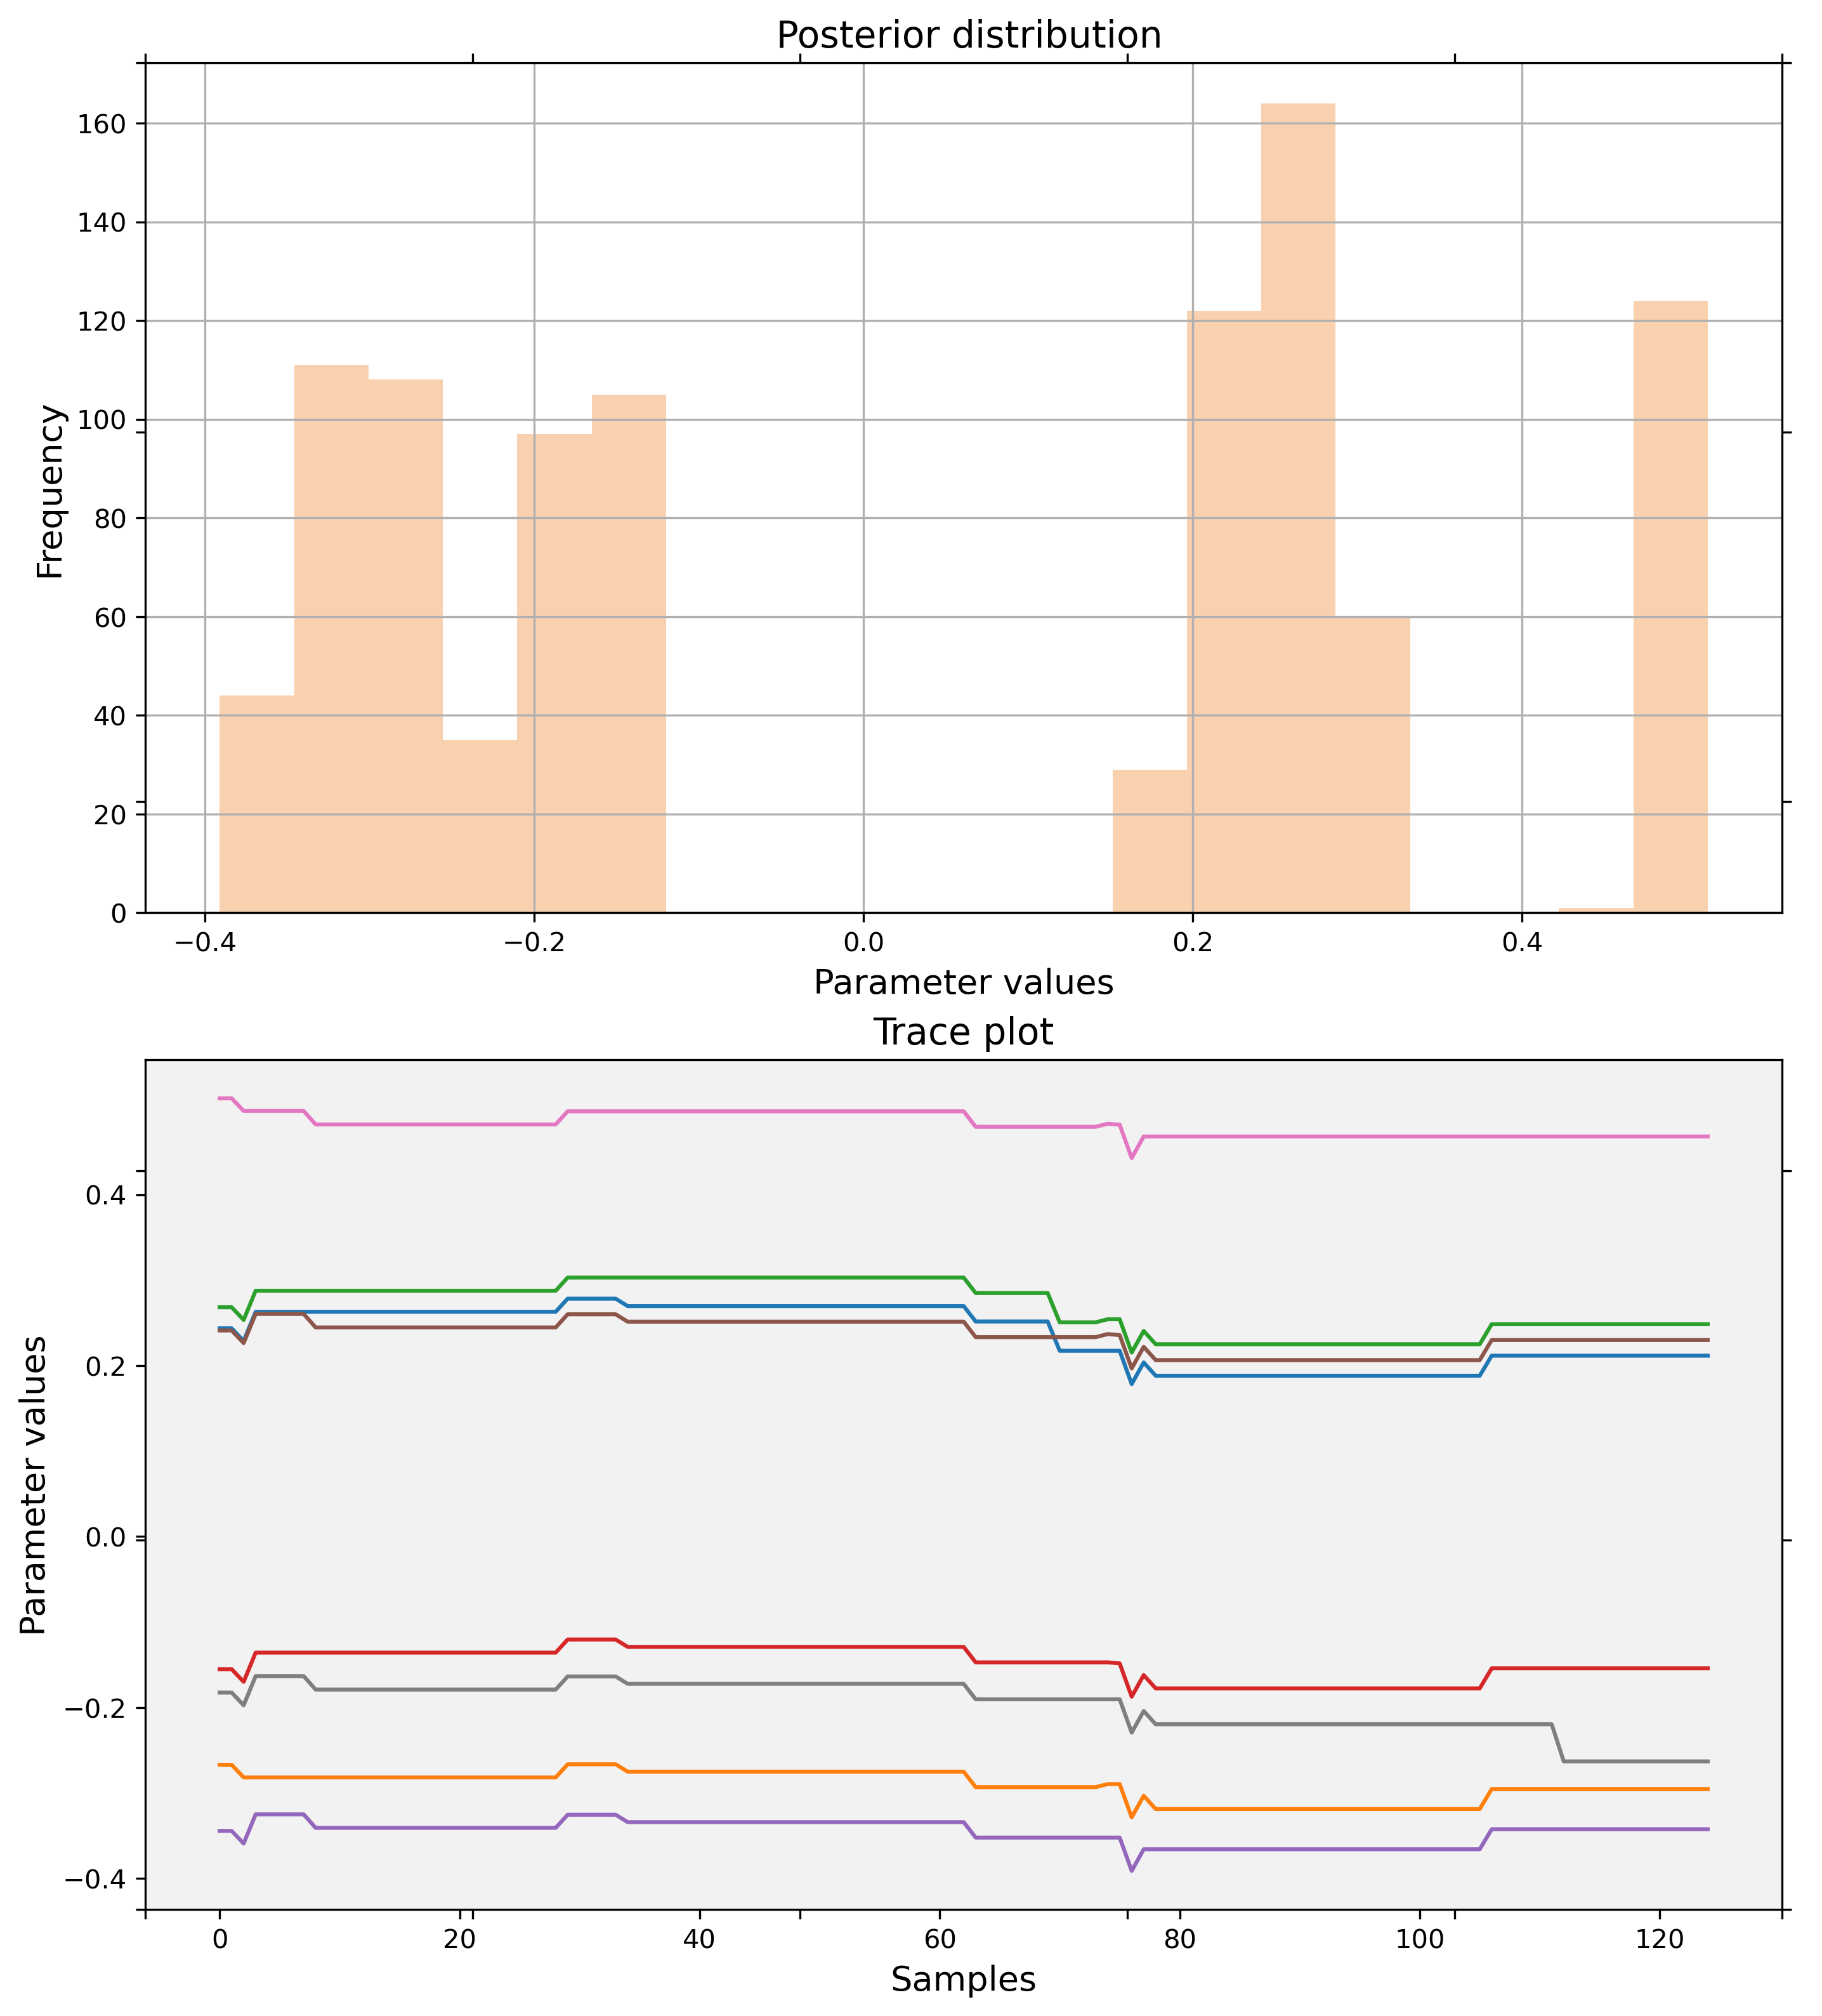 Posterior distribution
Frequency
160
140
120
100
80
60
40
20
0
−0.4 −0.2 0.0 0.2 0.4
Parameter values
Trace plot
Parameter values
0.4
0.2
0.0
−0.2
−0.4
0 20 40 60 80 100 120
Samples